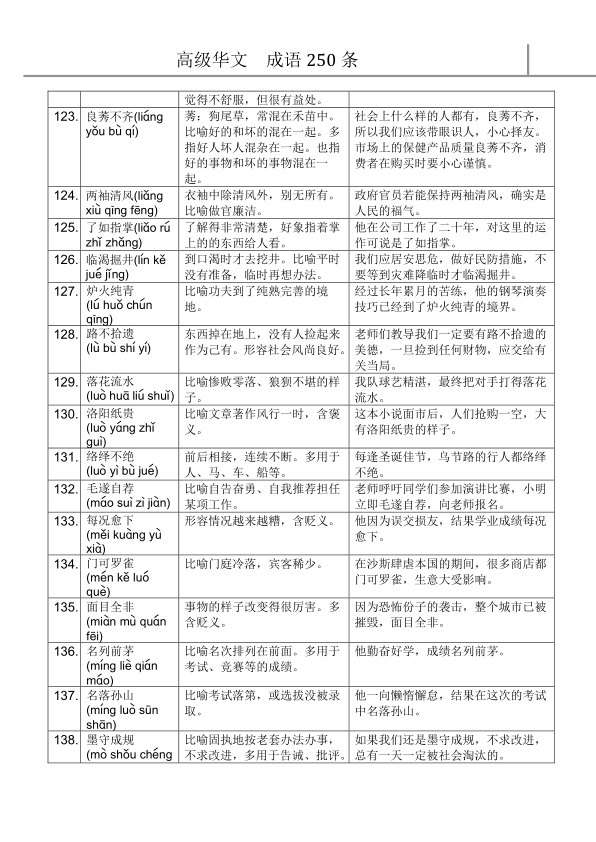 高级华文 成语 250 条
觉得不舒服，但很有益处。
123. 良莠不齐(liáng yǒu bù qí)
莠：狗尾草，常混在禾苗中。
比喻好的和坏的混在一起。多
指好人坏人混杂在一起。也指
好的事物和坏的事物混在一
起。
社会上什么样的人都有，良莠不齐，
所以我们应该带眼识人，小心择友。
市场上的保健产品质量良莠不齐，消
费者在购买时要小心谨慎。
124. 两袖清风(liǎng
xiù qīng fēng)
衣袖中除清风外，别无所有。
比喻做官廉洁。
政府官员若能保持两袖清风，确实是
人民的福气。
125. 了如指掌(liǎo rú
zhǐ zhǎng)
了解得非常清楚，好象指着掌
上的的东西给人看。
他在公司工作了二十年，对这里的运
作可说是了如指掌。
126. 临渴掘井(lín kě
jué jǐng)
到口渴时才去挖井。比喻平时
没有准备，临时再想办法。
我们应居安思危，做好民防措施，不
要等到灾难降临时才临渴掘井。
127. 炉火纯青
(lú huǒ chún
qing)
比喻功夫到了纯熟完善的境
地。
经过长年累月的苦练，他的钢琴演奏
技巧已经到了炉火纯青的境界。
128. 路不拾遗
(lù bù shí yí)
东西掉在地上，没有人捡起来
作为己有。形容社会风尚良好。
老师们教导我们一定要有路不拾遗的
美德，一旦捡到任何财物，应交给有
关当局。
129. 落花流水
(luò huā liú shuǐ)
比喻惨败零落、狼狈不堪的样
子。
我队球艺精湛，最终把对手打得落花
流水。
130. 洛阳纸贵
(luò yáng zhǐ
guì)
比喻文章著作风行一时，含褒
义。
这本小说面市后，人们抢购一空，大
有洛阳纸贵的样子。
131. 络绎不绝
(luò yì bù jué)
前后相接，连续不断。多用于
人、马、车、船等。
每逢圣诞佳节，乌节路的行人都络绎
不绝。
132. 毛遂自荐
(máo suì zì jiàn)
比喻自告奋勇、自我推荐担任
某项工作。
老师呼吁同学们参加演讲比赛，小明
立即毛遂自荐，向老师报名。
133. 每况愈下
(měi kuàng yù
xià)
形容情况越来越糟，含贬义。
他因为误交损友，结果学业成绩每况
愈下。
134. 门可罗雀
(mén kě luó
què)
比喻门庭冷落，宾客稀少。
在沙斯肆虐本国的期间，很多商店都
门可罗雀，生意大受影响。
135. 面目全非
(miàn mù quán
fēi)
事物的样子改变得很厉害。多
含贬义。
因为恐怖份子的袭击，整个城市已被
摧毁，面目全非。
136. 名列前茅
(míng liè qián
máo)
比喻名次排列在前面。多用于
考试、竞赛等的成绩。
他勤奋好学，成绩名列前茅。
137. 名落孙山
(míng luò sūn
shān)
比喻考试落第，或选拔没被录
取。
他一向懒惰懈怠，结果在这次的考试
中名落孙山。
138. 墨守成规
(mò shǒu chéng
比喻固执地按老套办法办事，
不求改进，多用于告诫、批评。
如果我们还是墨守成规，不求改进，
总有一天一定被社会淘汰的。